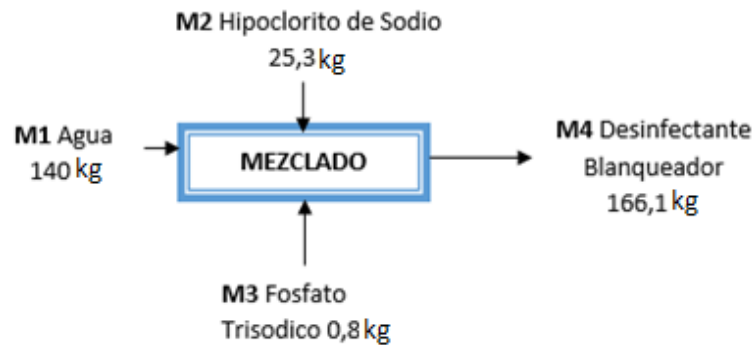 M2 Hipoclorito de Sodio
25,3 kg
M1 Agua
140 kg
MEZCLADO
M4 Desinfectante
Blanqueador
166,1 kg
M3 Fosfato
Trisodico 0,8 kg